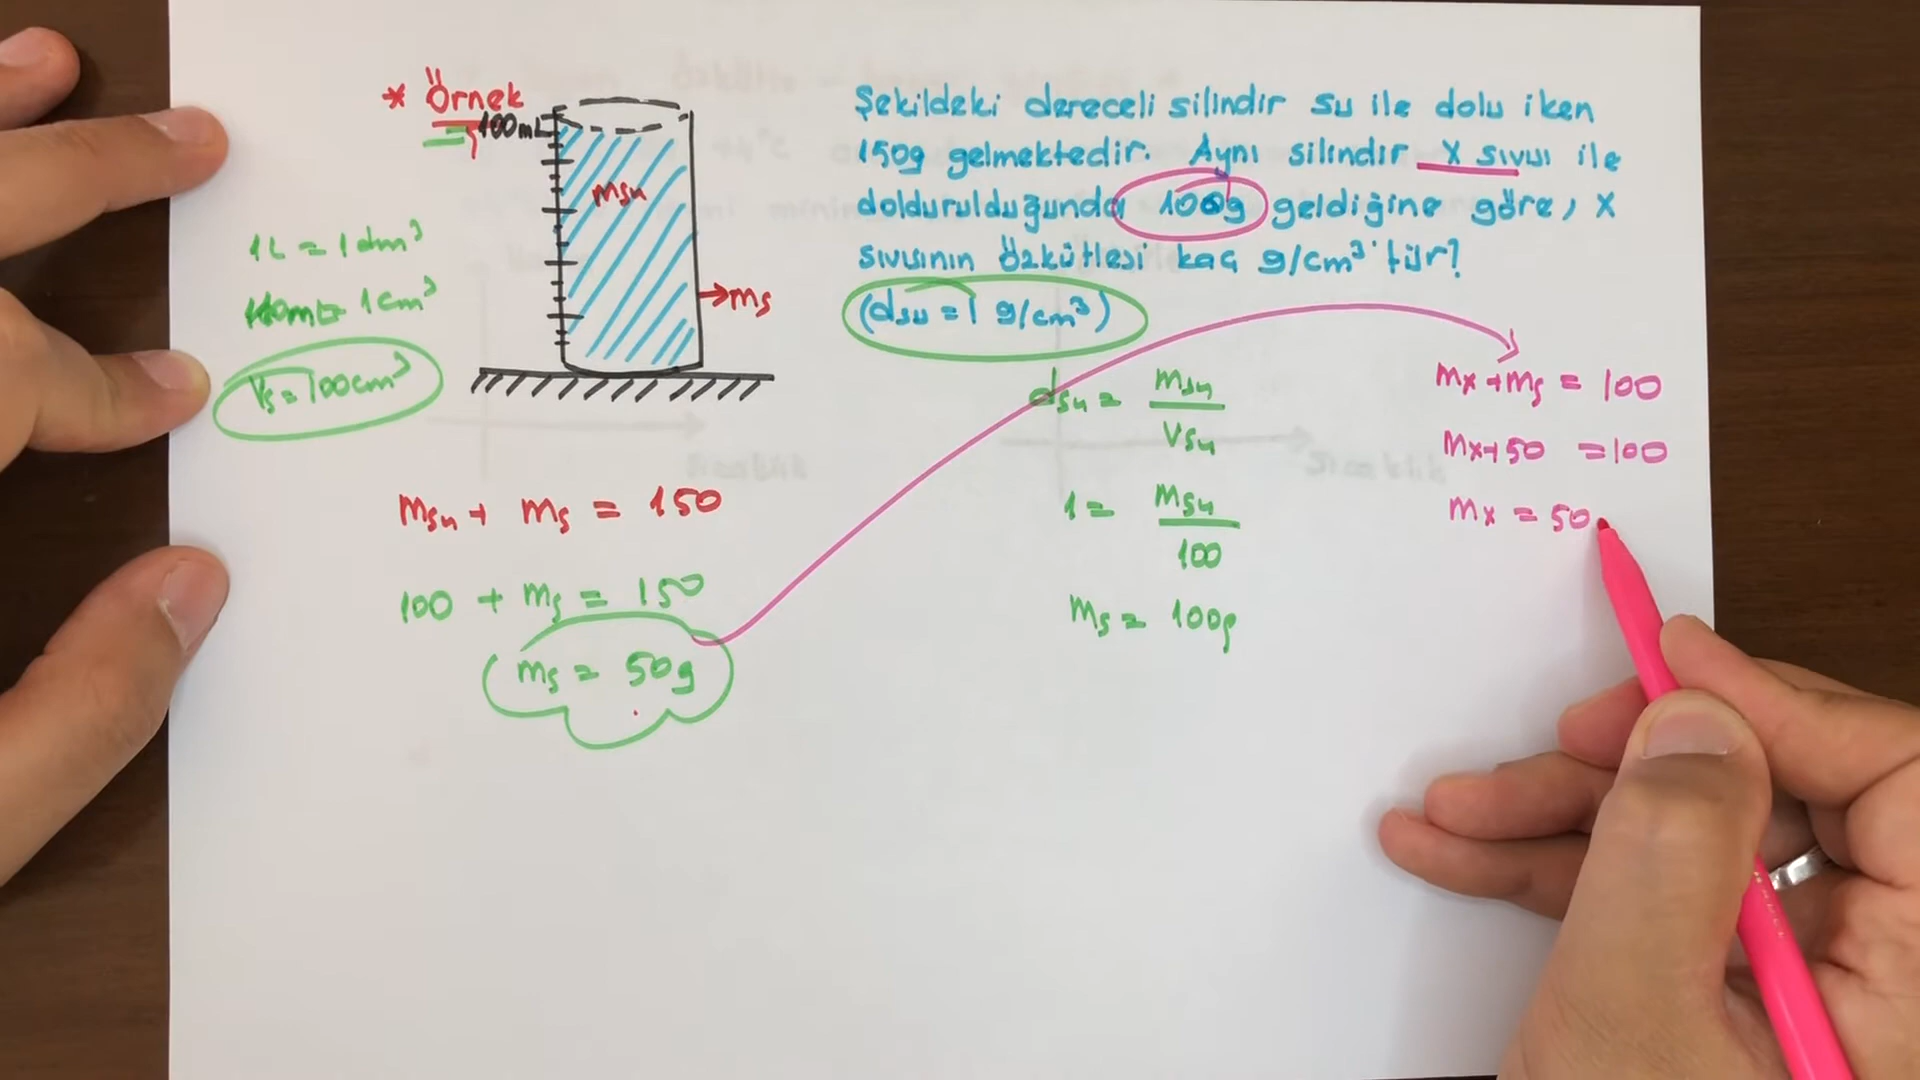 * Örnek
100mL
msu
→ms
1L = 1dm³
1cm³
Vs = 100cm³
Şekildeki dereceli silindir su ile dolu iken
150g gelmektedir. Aynı silindir X sıvısı ile
doldurulduğunda 100g geldiğine göre, X
sıvısının özkütlesi kaç g/cm³'tür?
(dsu = 1 g/cm³)
dsu = msu / Vsu
1 = msu / 100
ms = 100g
msu + ms = 150
100 + ms = 150
ms = 50g
mx + ms = 100
mx + 50 = 100
mx = 50